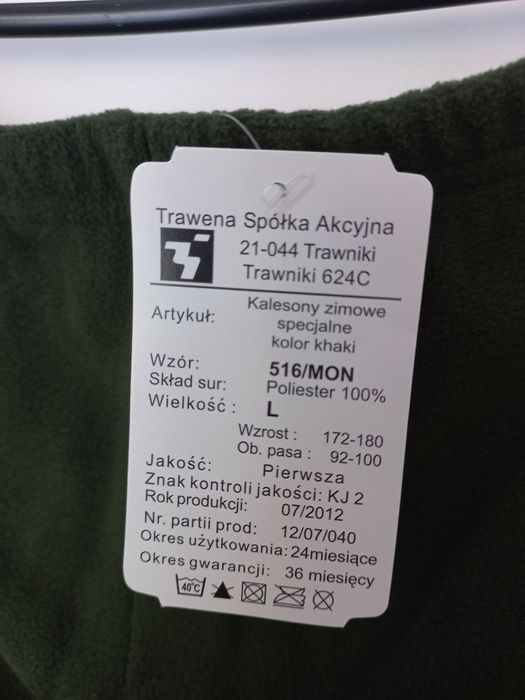 Trawena Spółka Akcyjna
21-044 Trawniki
Trawniki 624C
Artykuł: Kalesony zimowe
specjalne
kolor khaki
Wzór: 516/MON
Skład sur: Poliester 100%
Wielkość : L
Wzrost : 172-180
Ob. pasa : 92-100
Jakość: Pierwsza
Znak kontroli jakości: KJ 2
Rok produkcji: 07/2012
Nr. partii prod: 12/07/040
Okres użytkowania: 24miesiące
Okres gwarancji: 36 miesięcy
40°C